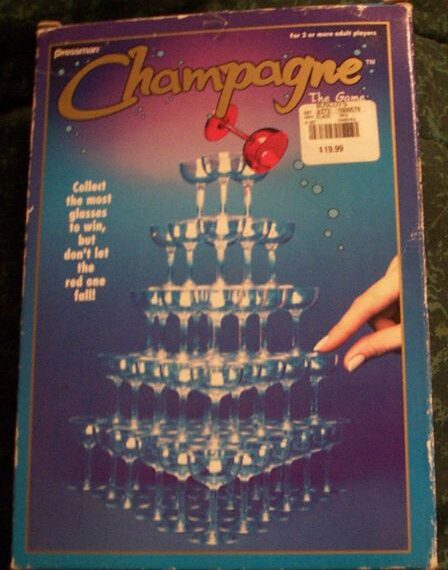 Pressman
For 2 or more adult players
Champagne™
The Game
$19.99
Collect
the most
glasses
to win,
but
don't let
the
red one
fall!